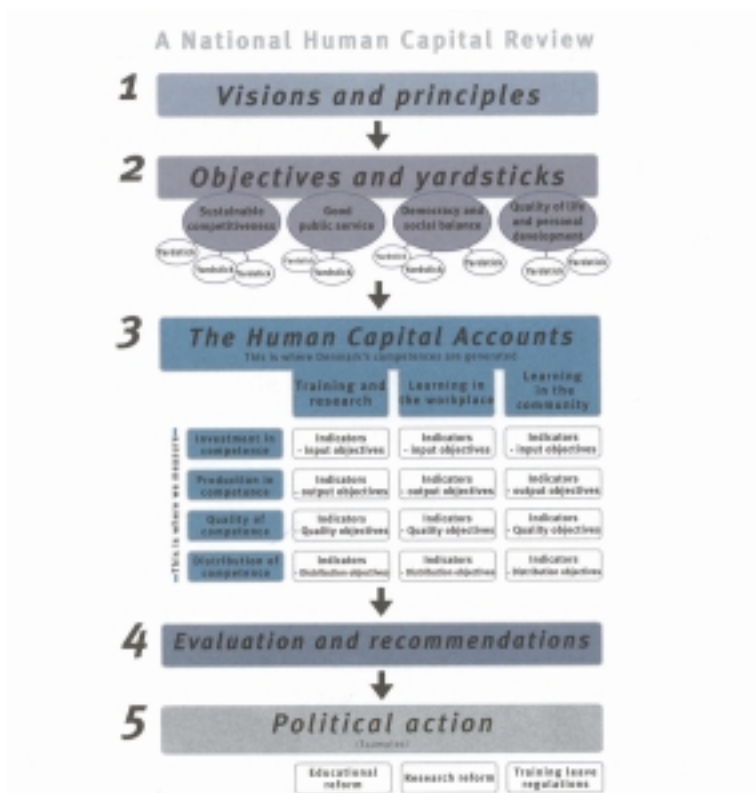 A National Human Capital Review
1
Visions and principles
2
Objectives and yardsticks
Sustainable
competitiveness
Good
public service
Democracy and
social balance
Quality of life
and personal
development
Yardstick
Yardstick
Yardstick
Yardstick
Yardstick
Yardstick
Yardstick
Yardstick
Yardstick
Yardstick
3
The Human Capital Accounts
This is where Denmark's competences are generated
Training and
research
Learning in
the workplace
Learning
in the
community
This is where we measure
Investment in
competence
Indicators
- input objectives
Indicators
- input objectives
Indicators
- input objectives
Production in
competence
Indicators
- output objectives
Indicators
- output objectives
Indicators
- output objectives
Quality of
competence
Indicators
- Quality objectives
Indicators
- Quality objectives
Indicators
- Quality objectives
Distribution of
competence
Indicators
- Distribution objectives
Indicators
- Distribution objectives
Indicators
- Distribution objectives
4
Evaluation and recommendations
5
Political action
(Examples)
Educational
reform
Research reform
Training leave
regulations